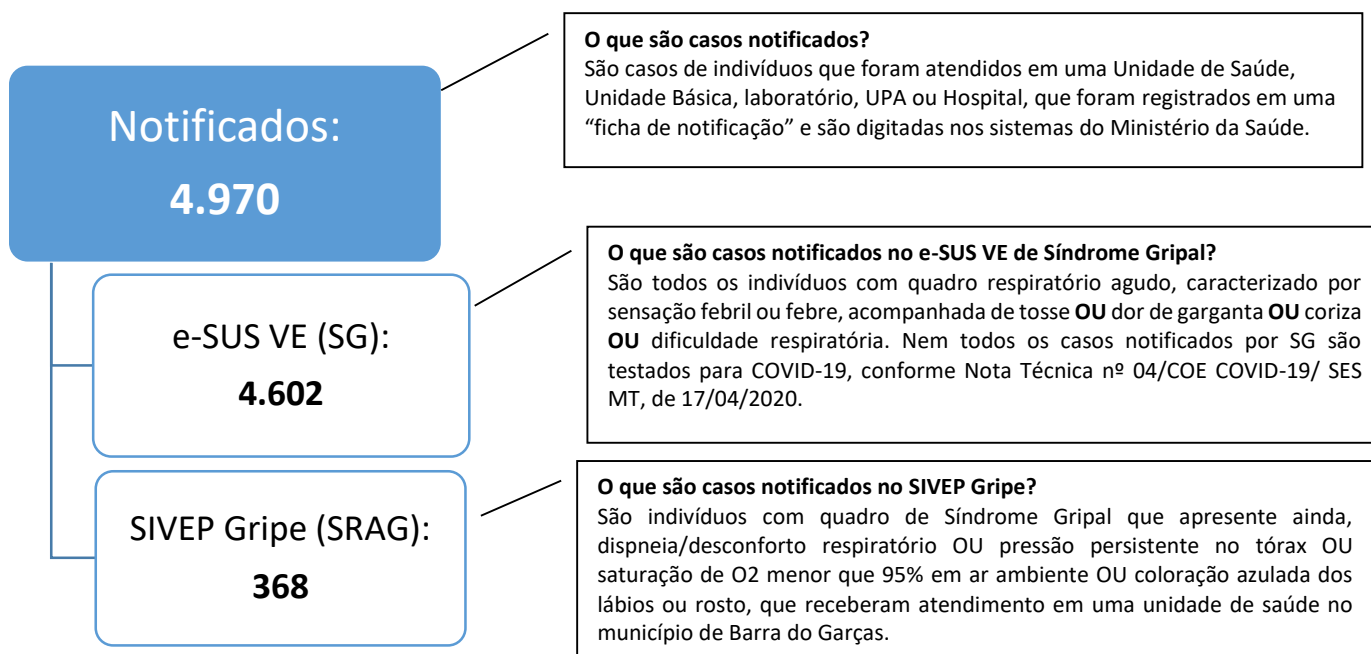 Notificados:
4.970
O que são casos notificados?
São casos de indivíduos que foram atendidos em uma Unidade de Saúde,
Unidade Básica, laboratório, UPA ou Hospital, que foram registrados em uma
“ficha de notificação” e são digitadas nos sistemas do Ministério da Saúde.
e-SUS VE (SG):
4.602
O que são casos notificados no e-SUS VE de Síndrome Gripal?
São todos os indivíduos com quadro respiratório agudo, caracterizado por
sensação febril ou febre, acompanhada de tosse OU dor de garganta OU coriza
OU dificuldade respiratória. Nem todos os casos notificados por SG são
testados para COVID-19, conforme Nota Técnica nº 04/COE COVID-19/ SES
MT, de 17/04/2020.
SIVEP Gripe (SRAG):
368
O que são casos notificados no SIVEP Gripe?
São indivíduos com quadro de Síndrome Gripal que apresente ainda,
dispneia/desconforto respiratório OU pressão persistente no tórax OU
saturação de O2 menor que 95% em ar ambiente OU coloração azulada dos
lábios ou rosto, que receberam atendimento em uma unidade de saúde no
município de Barra do Garças.